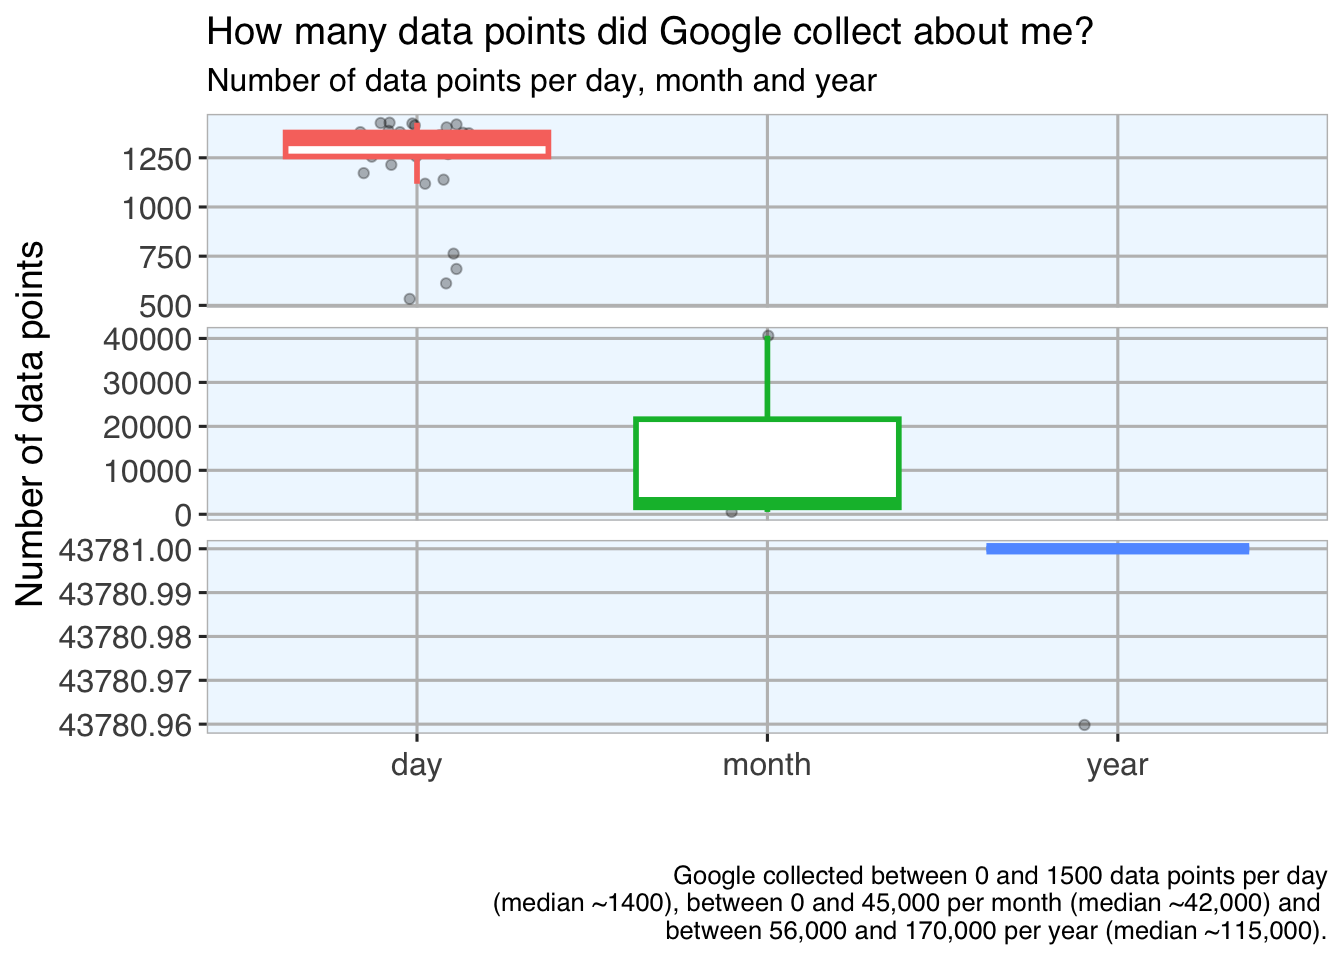 How many data points did Google collect about me?
Number of data points per day, month and year
Number of data points
1250
1000
750
500
40000
30000
20000
10000
0
43781.00
43780.99
43780.98
43780.97
43780.96
day month year
Google collected between 0 and 1500 data points per day
(median ~1400), between 0 and 45,000 per month (median ~42,000) and
between 56,000 and 170,000 per year (median ~115,000).